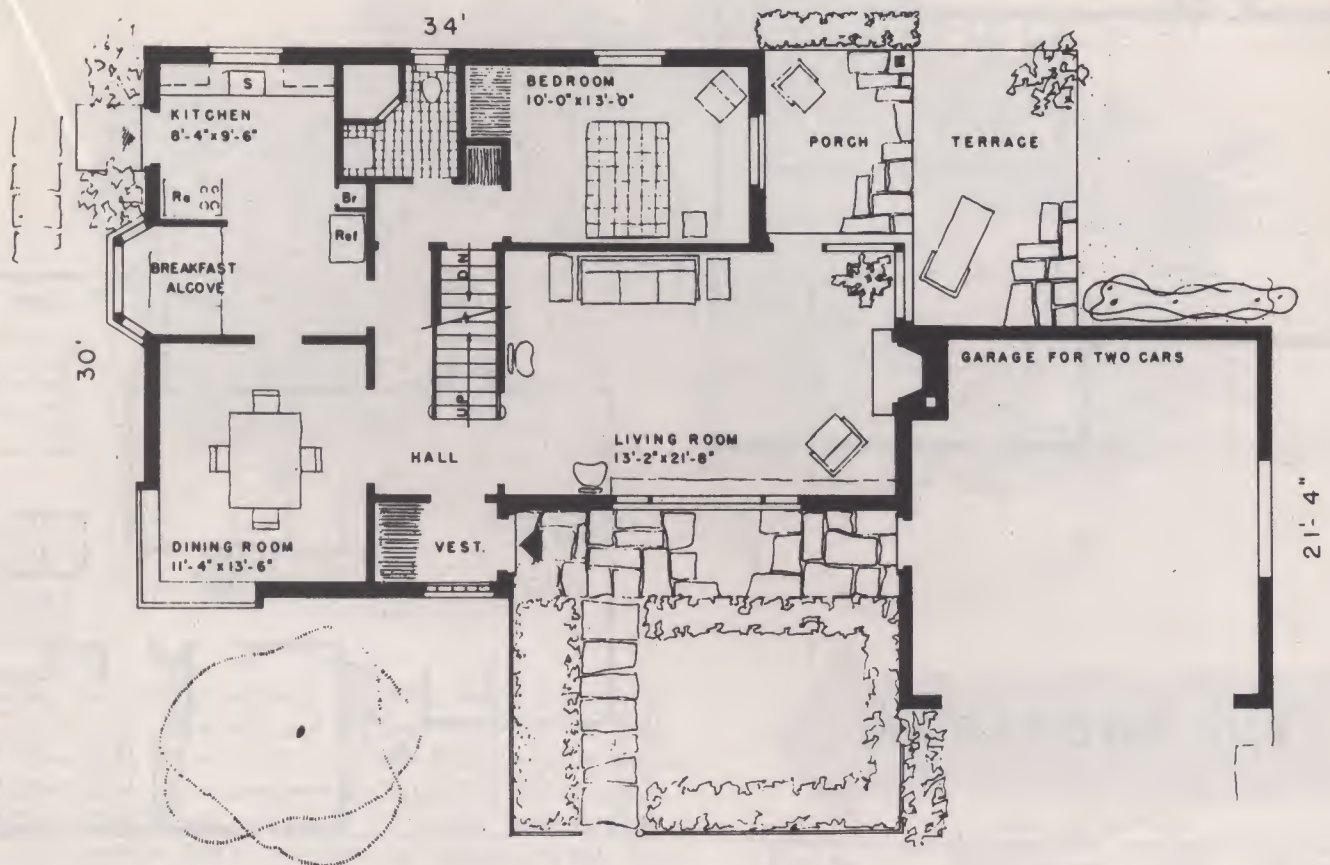 34'
S
KITCHEN
8'-4"x9'-6"
Ra
Br
Ref
BREAKFAST
ALCOVE
30'
BEDROOM
10'-0"x13'-0"
PORCH
TERRACE
DN
UP
GARAGE FOR TWO CARS
HALL
LIVING ROOM
13'-2"x21'-8"
DINING ROOM
11'-4"x13'-6"
VEST.
21'-4"